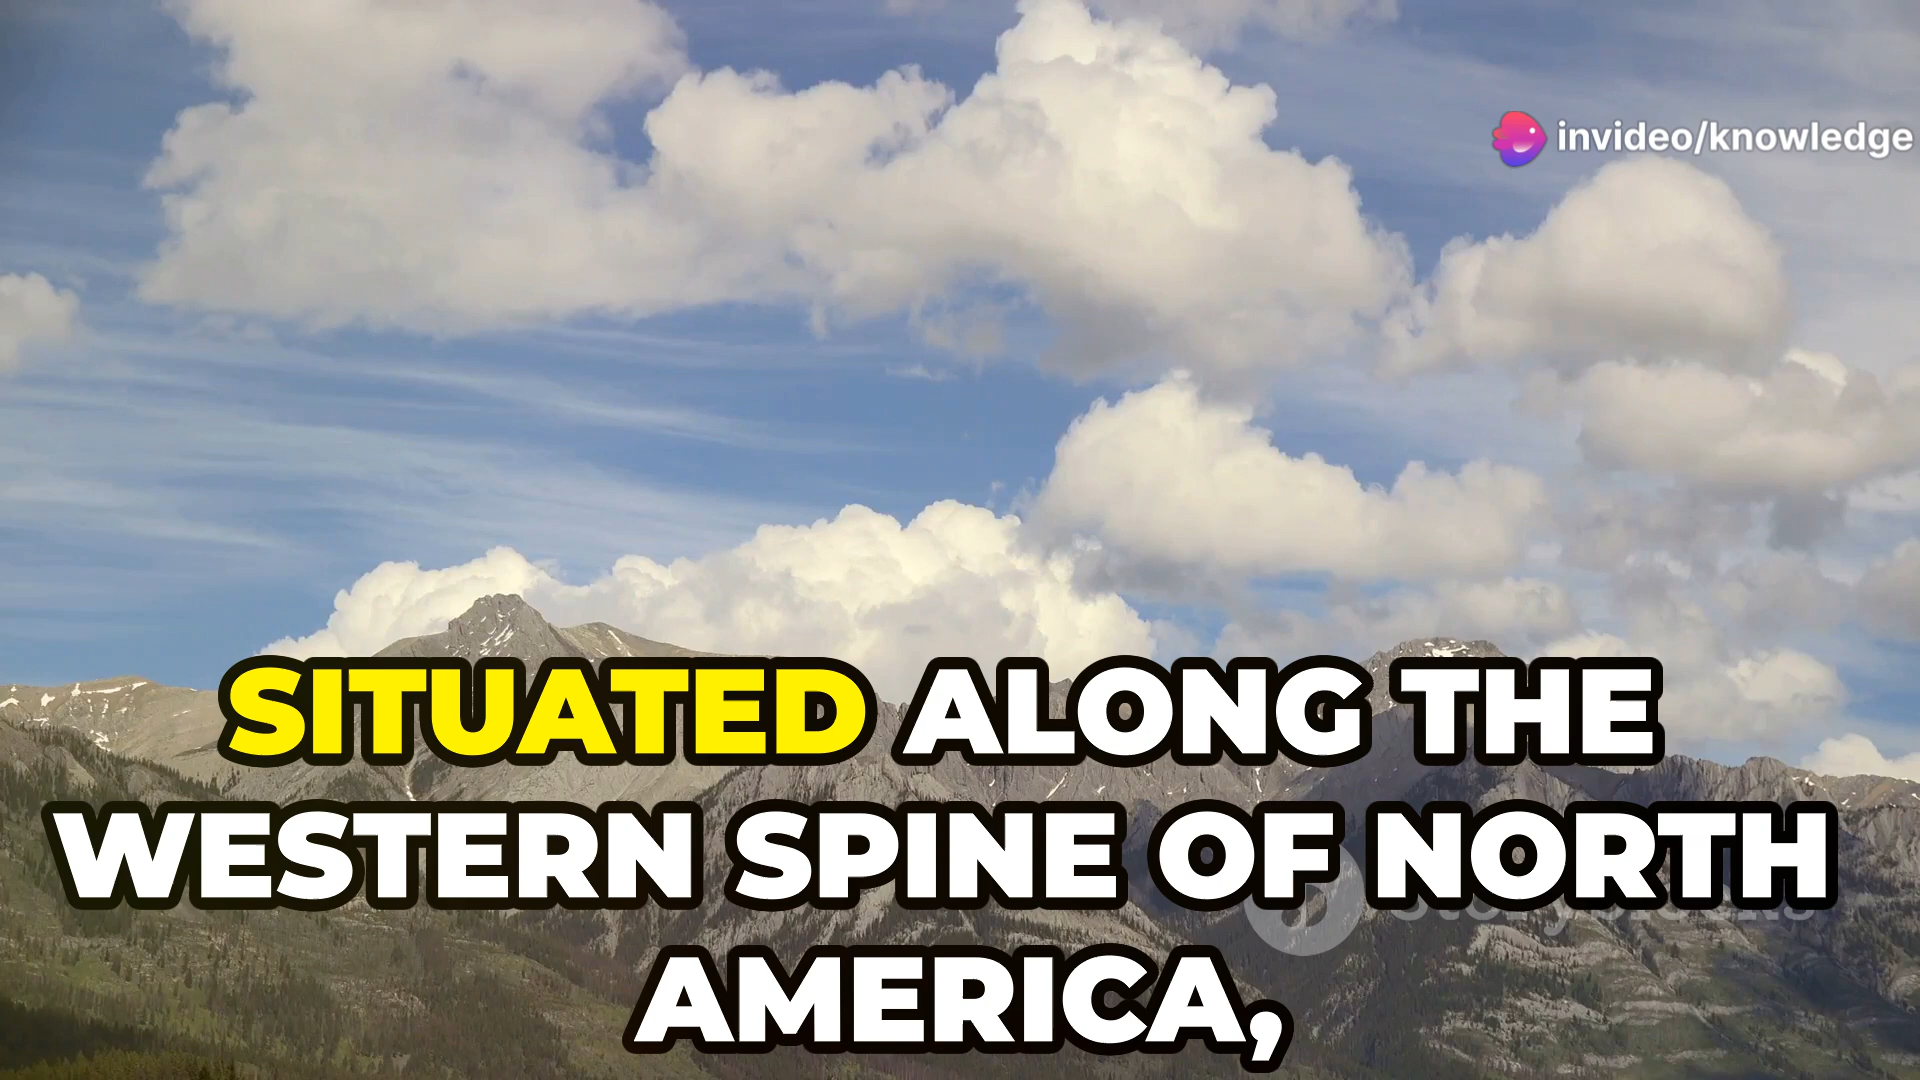 invideo/knowledge
SITUATED ALONG THE
WESTERN SPINE OF NORTH
AMERICA,